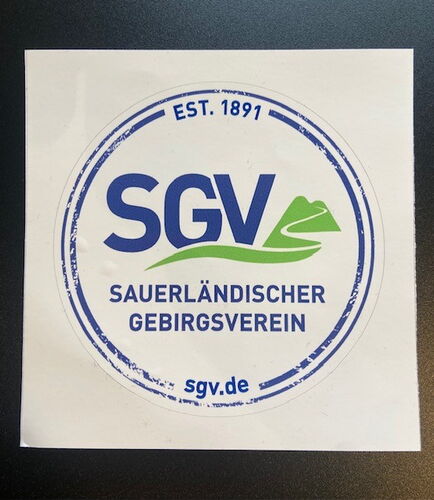 EST. 1891
SGV
SAUERLÄNDISCHER
GEBIRGSVEREIN
sgv.de